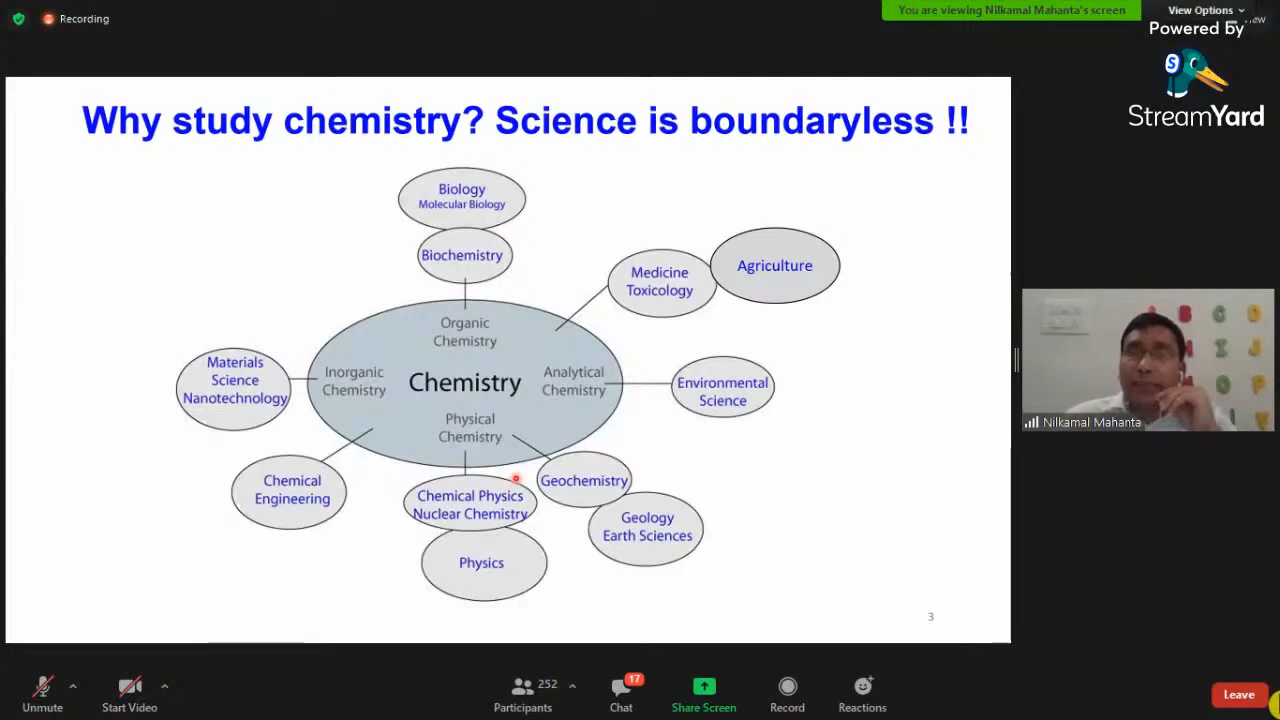 Recording
You are viewing Nilkamal Mahanta's screen
View Options
View
Powered by
StreamYard
Why study chemistry? Science is boundaryless !!
Biology
Molecular Biology
Biochemistry
Medicine
Toxicology
Agriculture
Organic
Chemistry
Materials
Science
Nanotechnology
Inorganic
Chemistry
Chemistry
Analytical
Chemistry
Environmental
Science
Physical
Chemistry
Chemical
Engineering
Chemical Physics
Nuclear Chemistry
Geochemistry
Geology
Earth Sciences
Physics
3
A B C D
I J
O P
V
Nilkamal Mahanta
Unmute
Start Video
252
Participants
17
Chat
Share Screen
Record
Reactions
Leave